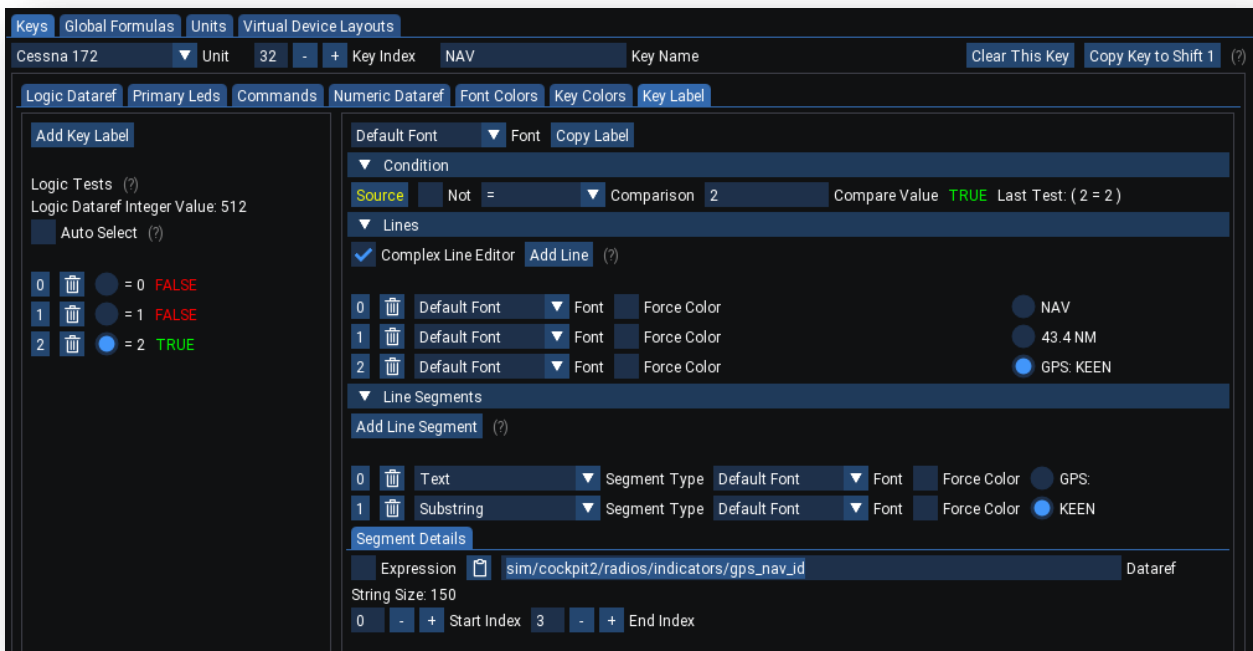 Keys Global Formulas Units Virtual Device Layouts
Cessna 172 Unit 32 - + Key Index NAV Key Name Clear This Key Copy Key to Shift 1 (?)
Logic Dataref Primary Leds Commands Numeric Dataref Font Colors Key Colors Key Label
Add Key Label
Logic Tests (?)
Logic Dataref Integer Value: 512
Auto Select (?)
0 = 0 FALSE
1 = 1 FALSE
2 = 2 TRUE
Default Font Font Copy Label
Condition
Source Not = Comparison 2 Compare Value TRUE Last Test: ( 2 = 2 )
Lines
Complex Line Editor Add Line (?)
0 Default Font Font Force Color NAV
1 Default Font Font Force Color 43.4 NM
2 Default Font Font Force Color GPS: KEEN
Line Segments
Add Line Segment (?)
0 Text Segment Type Default Font Font Force Color GPS:
1 Substring Segment Type Default Font Font Force Color KEEN
Segment Details
Expression sim/cockpit2/radios/indicators/gps_nav_id Dataref
String Size: 150
0 - + Start Index 3 - + End Index